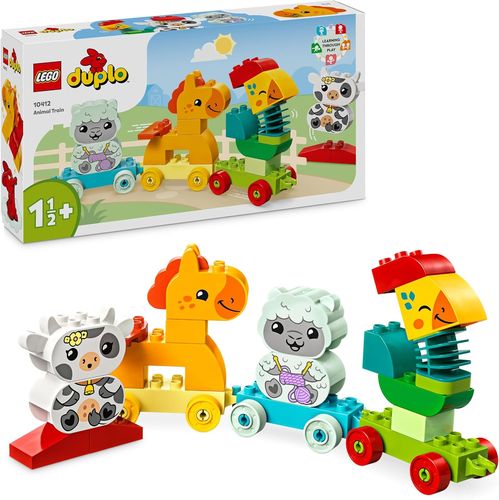 LEGO
duplo
10412
Animal Train
1½+
LEARNING
THROUGH
PLAY